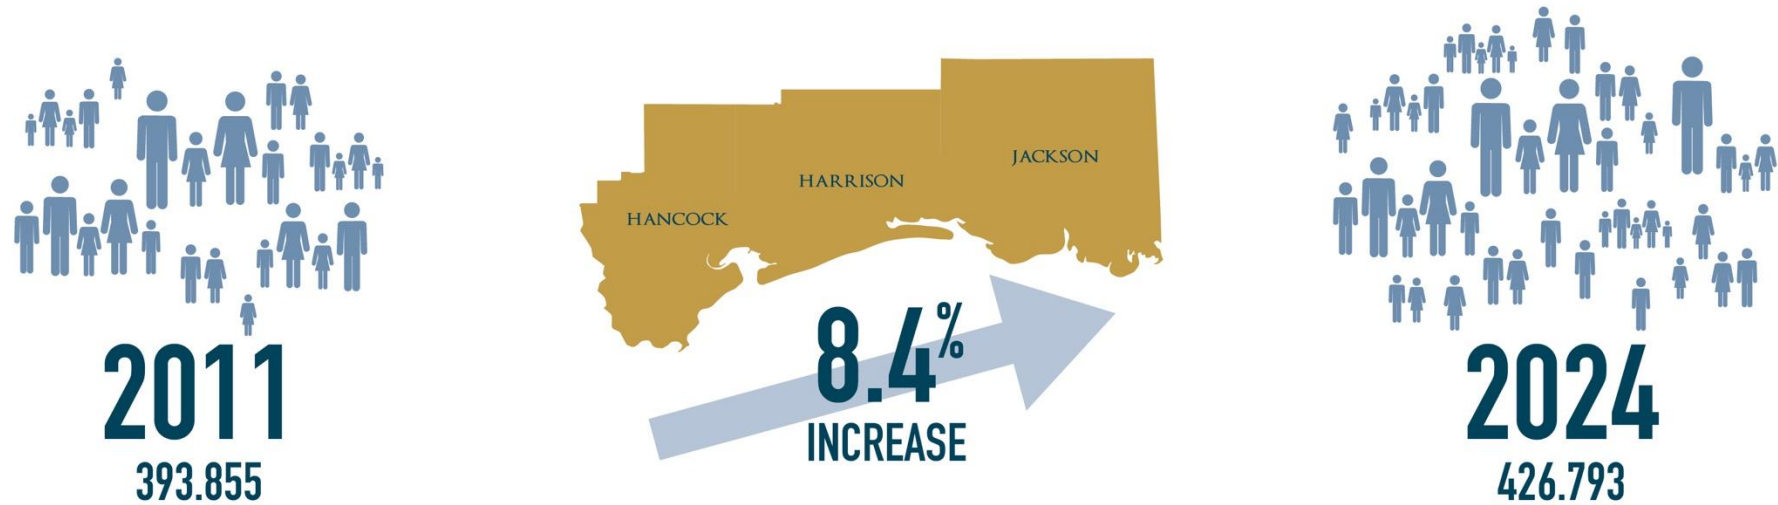 2011
393.855
HANCOCK
HARRISON
JACKSON
8.4%
INCREASE
2024
426.793